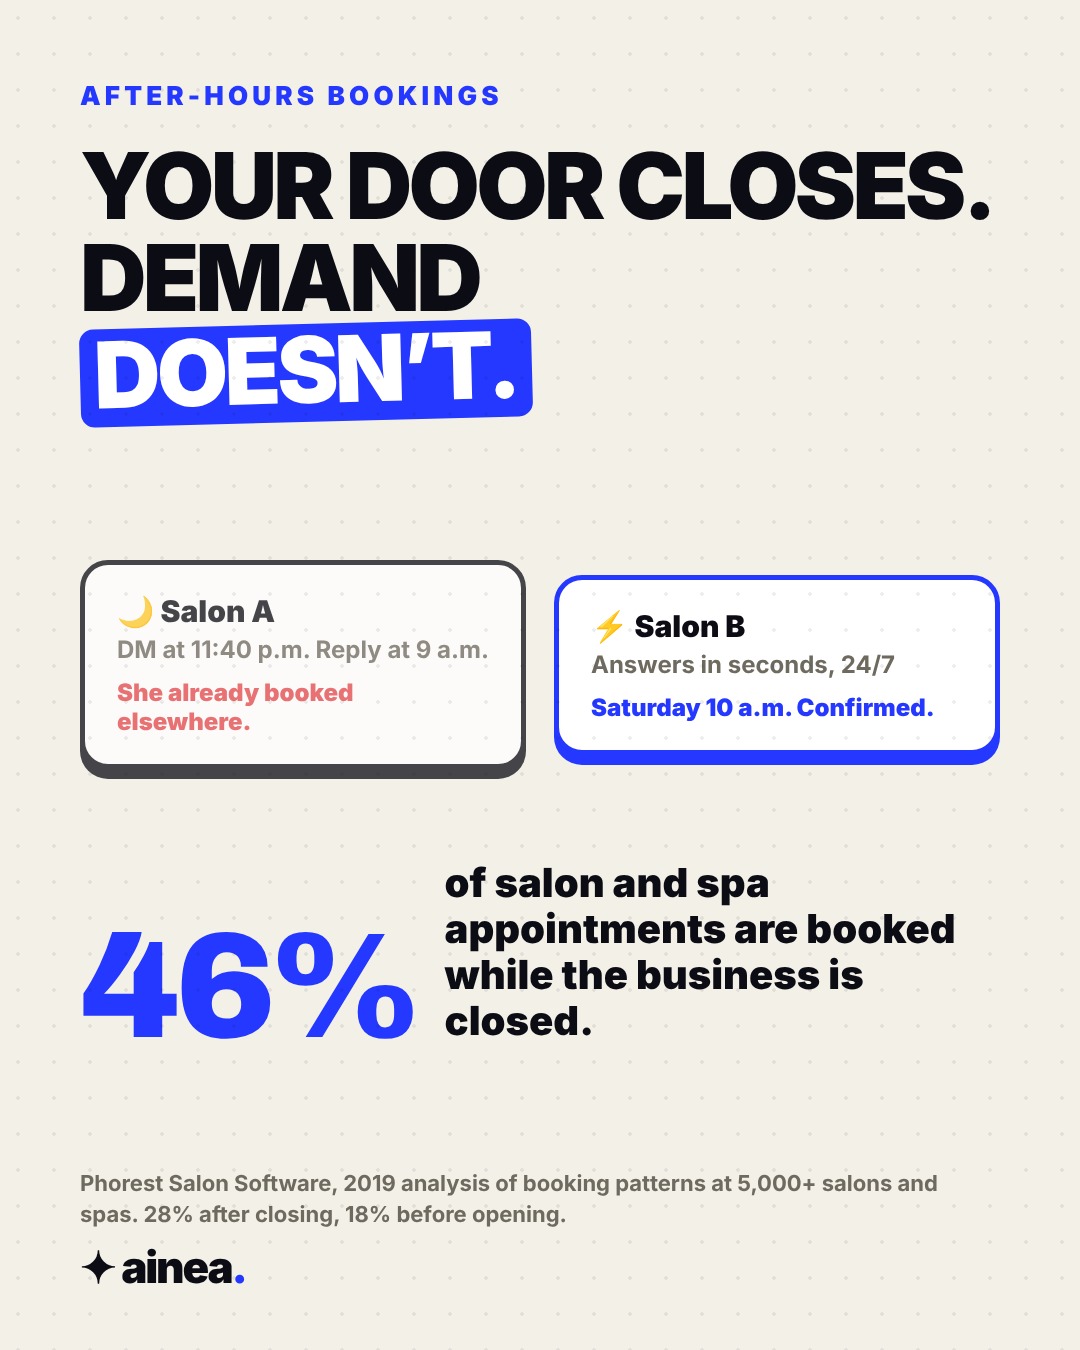 AFTER-HOURS BOOKINGS
YOUR DOOR CLOSES.
DEMAND
DOESN’T.
🌙 Salon A
DM at 11:40 p.m. Reply at 9 a.m.
She already booked
elsewhere.
⚡ Salon B
Answers in seconds, 24/7
Saturday 10 a.m. Confirmed.
46%
of salon and spa
appointments are booked
while the business is
closed.
Phorest Salon Software, 2019 analysis of booking patterns at 5,000+ salons and
spas. 28% after closing, 18% before opening.
✦ ainea.